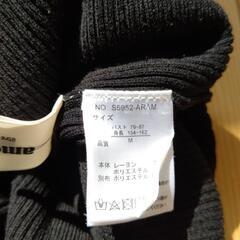 NO. S5952-ARAM
サイズ
バスト 79-87
身長 154-162
M
品質
本体 レーヨン
ポリエステル
別布 ポリエステル